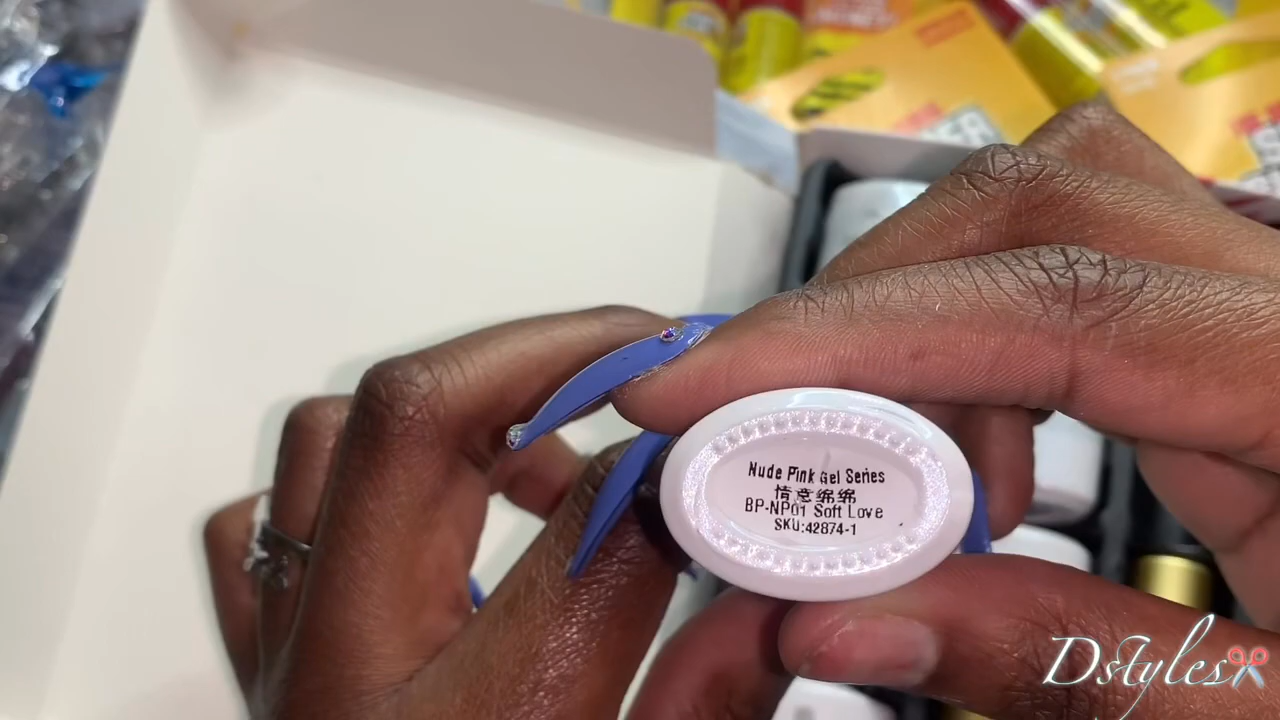 Nude Pink Gel Series
情意绵绵
BP-NP01 Soft Love
SKU:42874-1
Dstyles